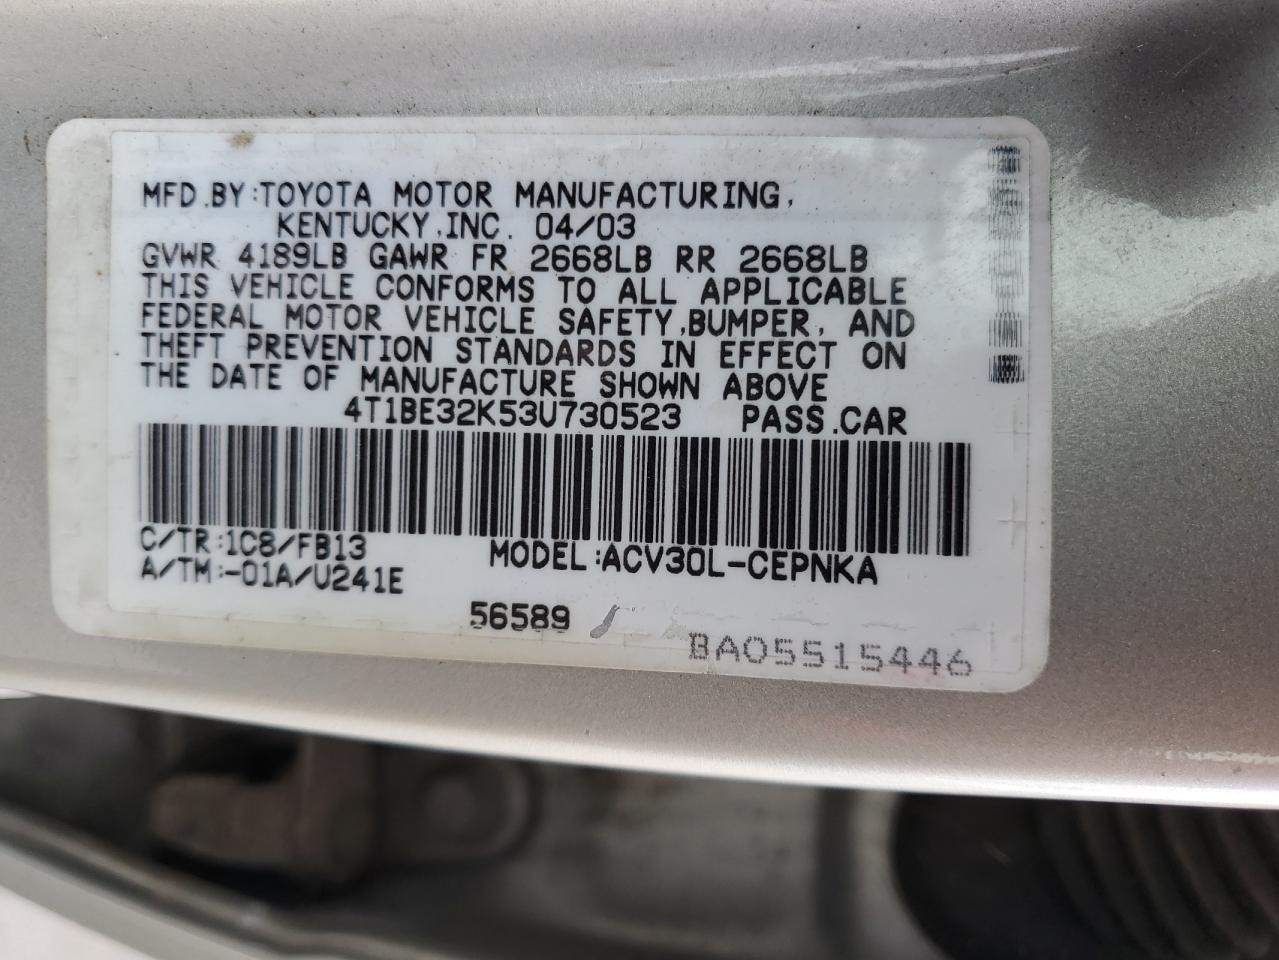 MFD.BY:TOYOTA MOTOR MANUFACTURING,
KENTUCKY,INC. 04/03
GVWR 4189LB GAWR FR 2668LB RR 2668LB
THIS VEHICLE CONFORMS TO ALL APPLICABLE
FEDERAL MOTOR VEHICLE SAFETY,BUMPER, AND
THEFT PREVENTION STANDARDS IN EFFECT ON
THE DATE OF MANUFACTURE SHOWN ABOVE
4T1BE32K53U730523 PASS.CAR
C/TR:1C8/FB13 MODEL:ACV30L-CEPNKA
A/TM:-01A/U241E
56589
BA05515446